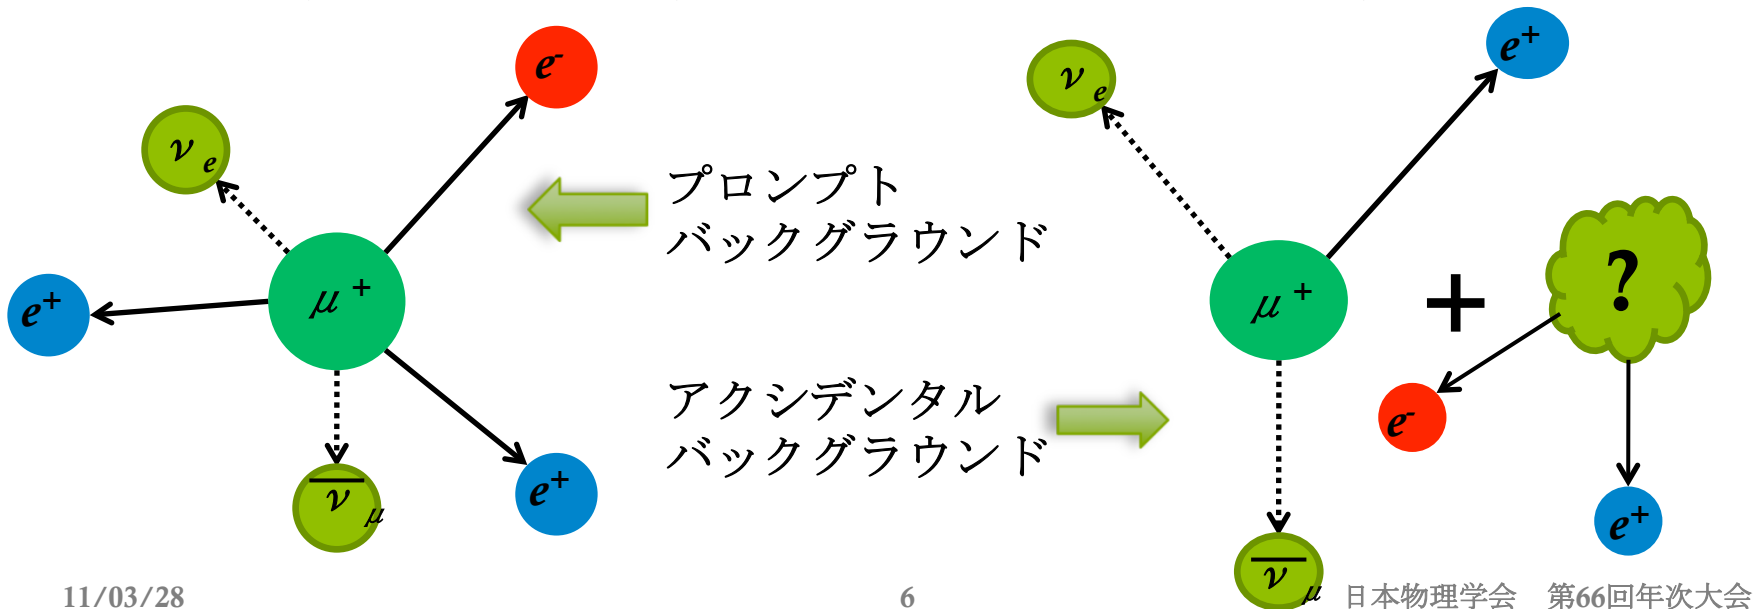 e-
e+
νe
νe
プロンプト
バックグラウンド
?
e+
μ+
μ+
+
アクシデンタル
バックグラウンド
e-
e+
ν̅μ
e+
ν̅μ
11/03/28
6
日本物理学会 第66回年次大会